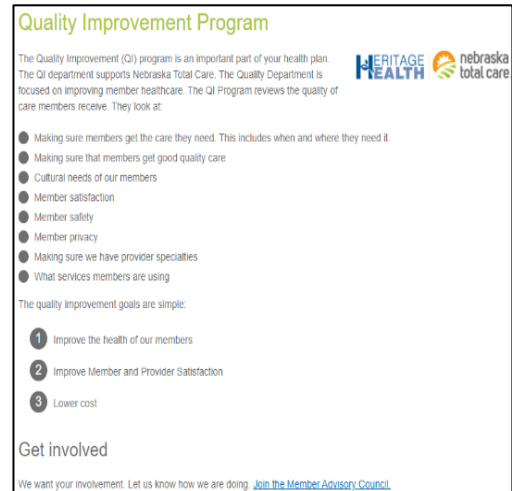 Quality Improvement Program
The Quality Improvement (QI) program is an important part of your health plan.
The QI department supports Nebraska Total Care. The Quality Department is
focused on improving member healthcare. The QI Program reviews the quality of
care members receive. They look at:
HERITAGE
HEALTH
nebraska
total care
Making sure members get the care they need. This includes when and where they need it.
Making sure that members get good quality care
Cultural needs of our members
Member satisfaction
Member safety
Member privacy
Making sure we have provider specialties
What services members are using
The quality improvement goals are simple:
1 Improve the health of our members
2 Improve Member and Provider Satisfaction
3 Lower cost
Get involved
We want your involvement. Let us know how we are doing. Join the Member Advisory Council.